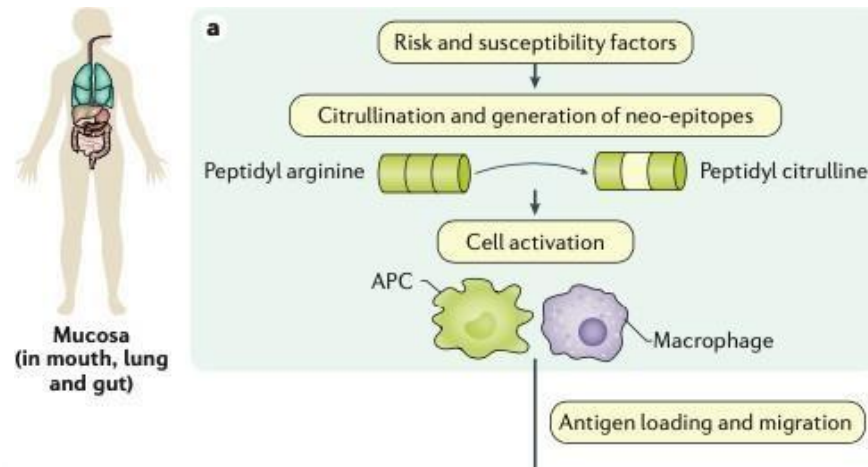 a
Risk and susceptibility factors
Citrullination and generation of neo-epitopes
Peptidyl arginine
Peptidyl citrulline
Cell activation
APC
Macrophage
Mucosa
(in mouth, lung
and gut)
Antigen loading and migration